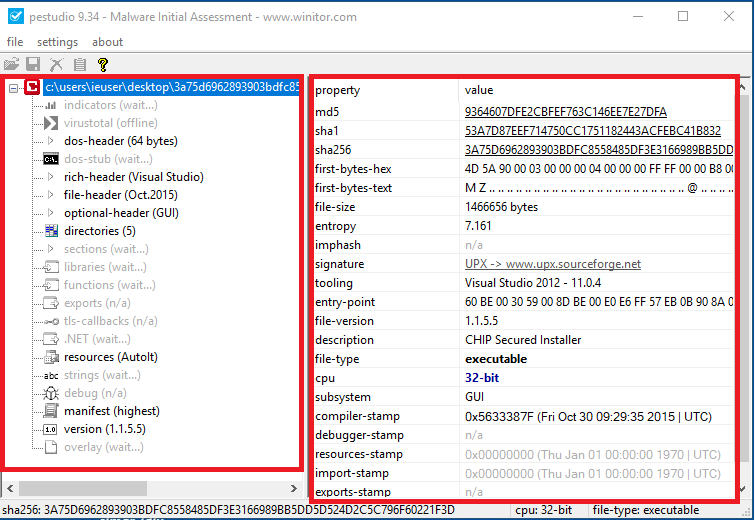 pestudio 9.34 - Malware Initial Assessment - www.winitor.com
file settings about
c:\users\ieuser\desktop\3a75d6962893903bdfc85
indicators (wait...)
virustotal (offline)
dos-header (64 bytes)
dos-stub (wait...)
rich-header (Visual Studio)
file-header (Oct.2015)
optional-header (GUI)
directories (5)
sections (wait...)
libraries (wait...)
functions (wait...)
exports (n/a)
tls-callbacks (n/a)
.NET (wait...)
resources (AutoIt)
strings (wait...)
debug (n/a)
manifest (highest)
version (1.1.5.5)
overlay (wait...)
property value
md5 9364607DFE2CBFEF763C146EE7E27DFA
sha1 53A7D87EEF714750CC1751182443ACFEBC41B832
sha256 3A75D6962893903BDFC8558485DF3E3166989BB5DD
first-bytes-hex 4D 5A 90 00 03 00 00 00 04 00 00 00 FF FF 00 00 B8 00
first-bytes-text M Z .. .. .. .. .. .. .. .. .. .. .. .. .. .. .. .. .. .. .. .. @ .. .. .. ..
file-size 1466656 bytes
entropy 7.161
imphash n/a
signature UPX -> www.upx.sourceforge.net
tooling Visual Studio 2012 - 11.0.4
entry-point 60 BE 00 30 59 00 8D BE 00 E0 E6 FF 57 EB 0B 90 8A 0
file-version 1.1.5.5
description CHIP Secured Installer
file-type executable
cpu 32-bit
subsystem GUI
compiler-stamp 0x5633387F (Fri Oct 30 09:29:35 2015 | UTC)
debugger-stamp n/a
resources-stamp 0x00000000 (Thu Jan 01 00:00:00 1970 | UTC)
import-stamp 0x00000000 (Thu Jan 01 00:00:00 1970 | UTC)
exports-stamp n/a
sha256: 3A75D6962893903BDFC8558485DF3E3166989BB5DD5D524D2C5C796F60221F3D cpu: 32-bit file-type: executable